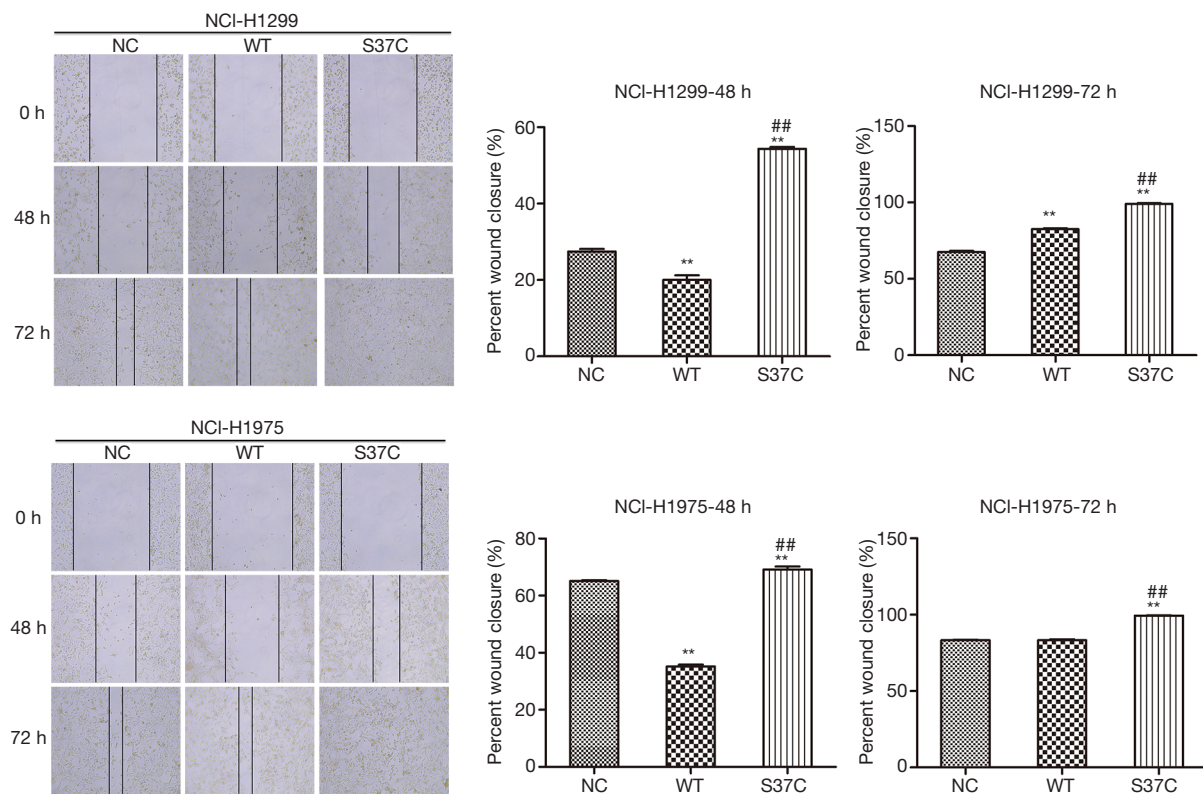 NCI-H1299
NC WT S37C
0 h
48 h
72 h
NCI-H1299-48 h
Percent wound closure (%)
60
40
20
0
**
##
**
NC WT S37C
NCI-H1299-72 h
Percent wound closure (%)
150
100
50
0
**
##
**
NC WT S37C
NCI-H1975
NC WT S37C
0 h
48 h
72 h
NCI-H1975-48 h
Percent wound closure (%)
80
60
40
20
0
**
##
**
NC WT S37C
NCI-H1975-72 h
Percent wound closure (%)
150
100
50
0
##
**
NC WT S37C